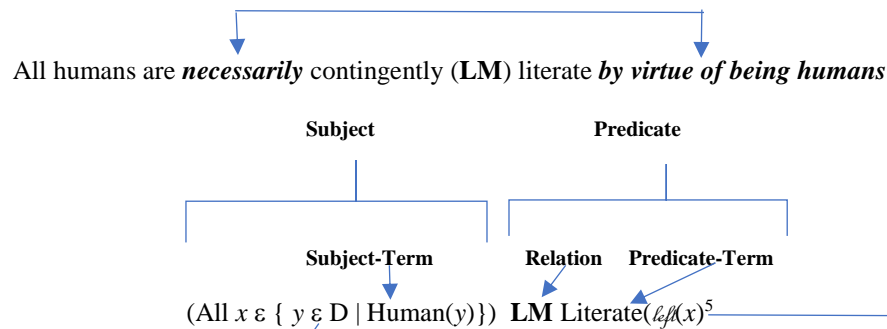 All humans are necessarily contingently (LM) literate by virtue of being humans
Subject Predicate
Subject-Term Relation Predicate-Term
(All x ε { y ε D | Human(y)}) LM Literate(left(x)⁵